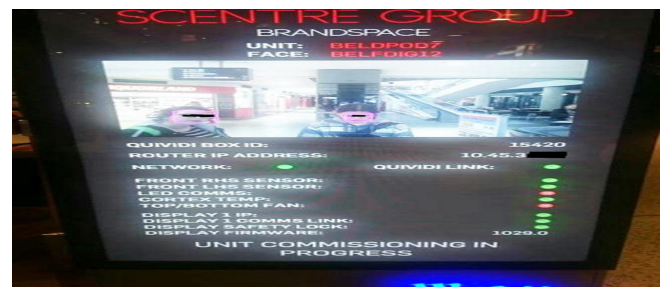 SCENTRE GROUP
BRANDSPACE
UNIT: BELDPOD7
FACE: BELFDIG12
QUIVIDI BOX ID: 15420
ROUTER IP ADDRESS: 10.45.3
NETWORK: QUIVIDI LINK:
FRONT RHS SENSOR:
FRONT LHS SENSOR:
LED COMMS:
CORTEX TEMP:
TOP/BOTTOM FAN:
DISPLAY 1 IP:
DISPLAY 1 COMMS LINK:
DISPLAY SAFETY LOCK:
DISPLAY FIRMWARE: 1029.0
UNIT COMMISSIONING IN
PROGRESS